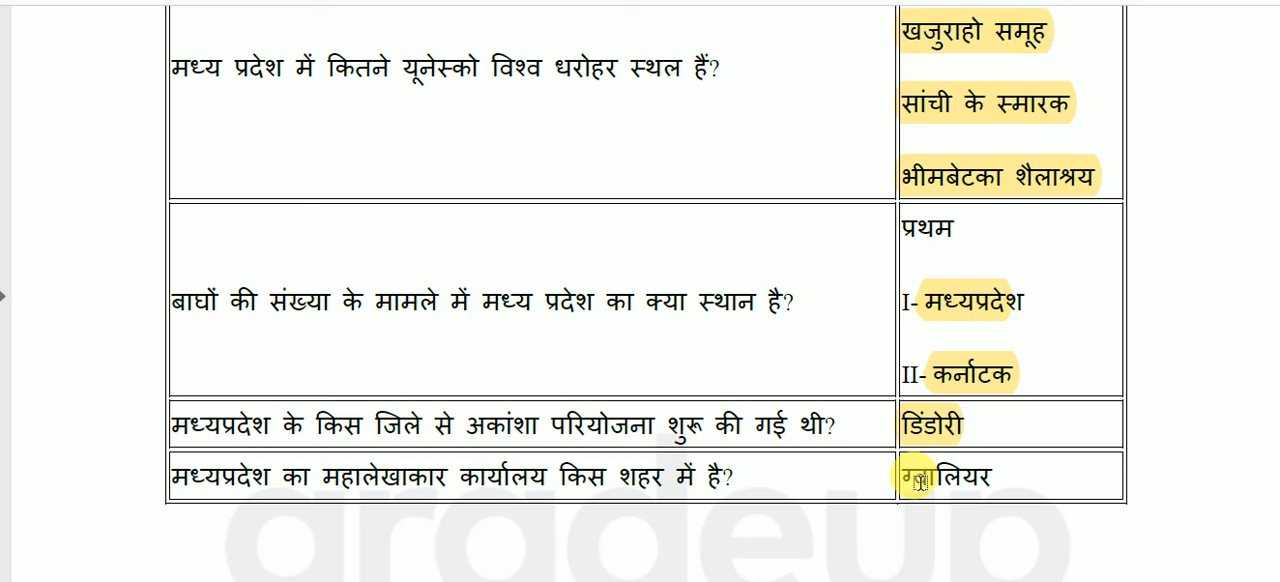 मध्य प्रदेश में कितने यूनेस्को विश्व धरोहर स्थल हैं?
खजुराहो समूह
सांची के स्मारक
भीमबेटका शैलाश्रय
बाघों की संख्या के मामले में मध्य प्रदेश का क्या स्थान है?
प्रथम
I- मध्यप्रदेश
II- कर्नाटक
मध्यप्रदेश के किस जिले से अकांशा परियोजना शुरू की गई थी?
डिंडोरी
मध्यप्रदेश का महालेखाकार कार्यालय किस शहर में है?
ग्वालियर
gradeup